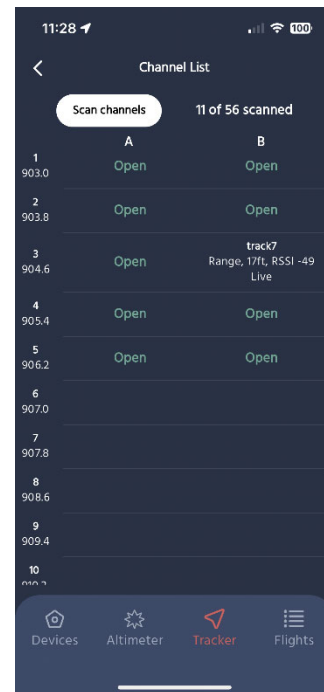 11:28
100
Channel List
Scan channels 11 of 56 scanned
A B
1
903.0 Open Open
2
903.8 Open Open
3
904.6 Open track7
Range, 17ft, RSSI -49
Live
4
905.4 Open Open
5
906.2 Open Open
6
907.0
7
907.8
8
908.6
9
909.4
10
Devices Altimeter Tracker Flights